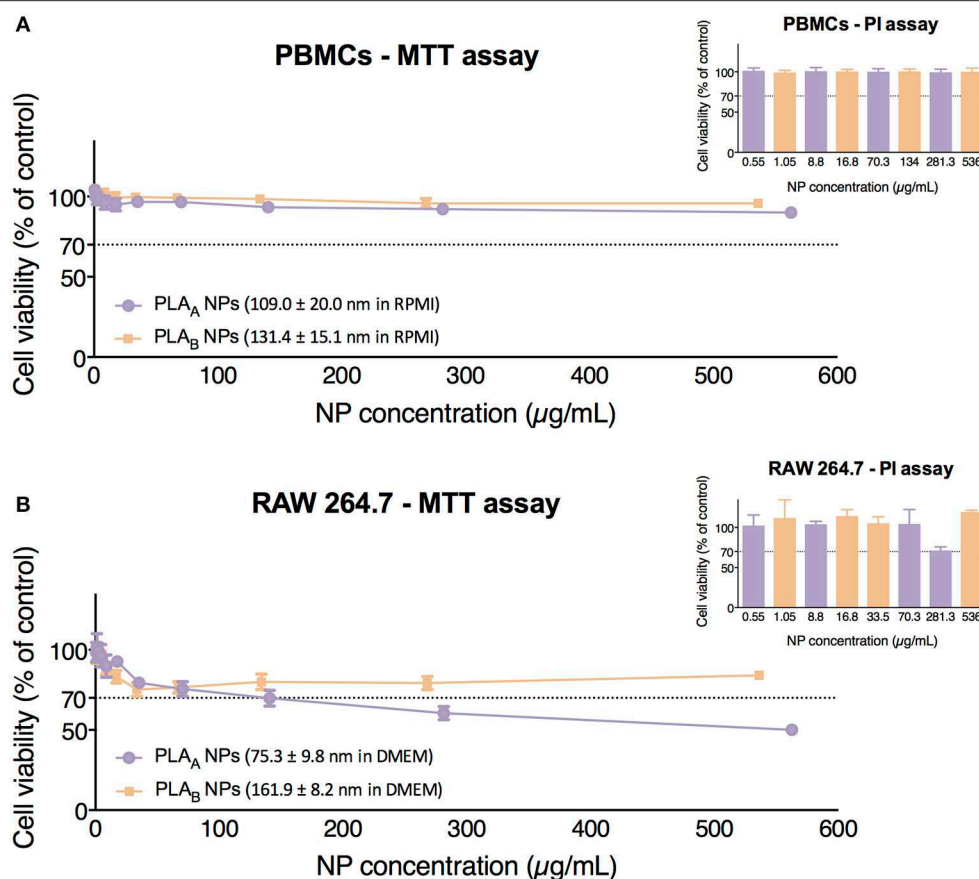 A
PBMCs - MTT assay
Cell viability (% of control)
100
70
50
0
0 100 200 300 400 500 600
NP concentration (µg/mL)
PLA_A NPs (109.0 ± 20.0 nm in RPMI)
PLA_B NPs (131.4 ± 15.1 nm in RPMI)
PBMCs - PI assay
Cell viability (% of control)
100
70
50
0
0.55 1.05 8.8 16.8 70.3 134 281.3 536
NP concentration (µg/mL)
B
RAW 264.7 - MTT assay
Cell viability (% of control)
100
70
50
0
0 100 200 300 400 500 600
NP concentration (µg/mL)
PLA_A NPs (75.3 ± 9.8 nm in DMEM)
PLA_B NPs (161.9 ± 8.2 nm in DMEM)
RAW 264.7 - PI assay
Cell viability (% of control)
100
70
50
0
0.55 1.05 8.8 16.8 33.5 70.3 281.3 536
NP concentration (µg/mL)